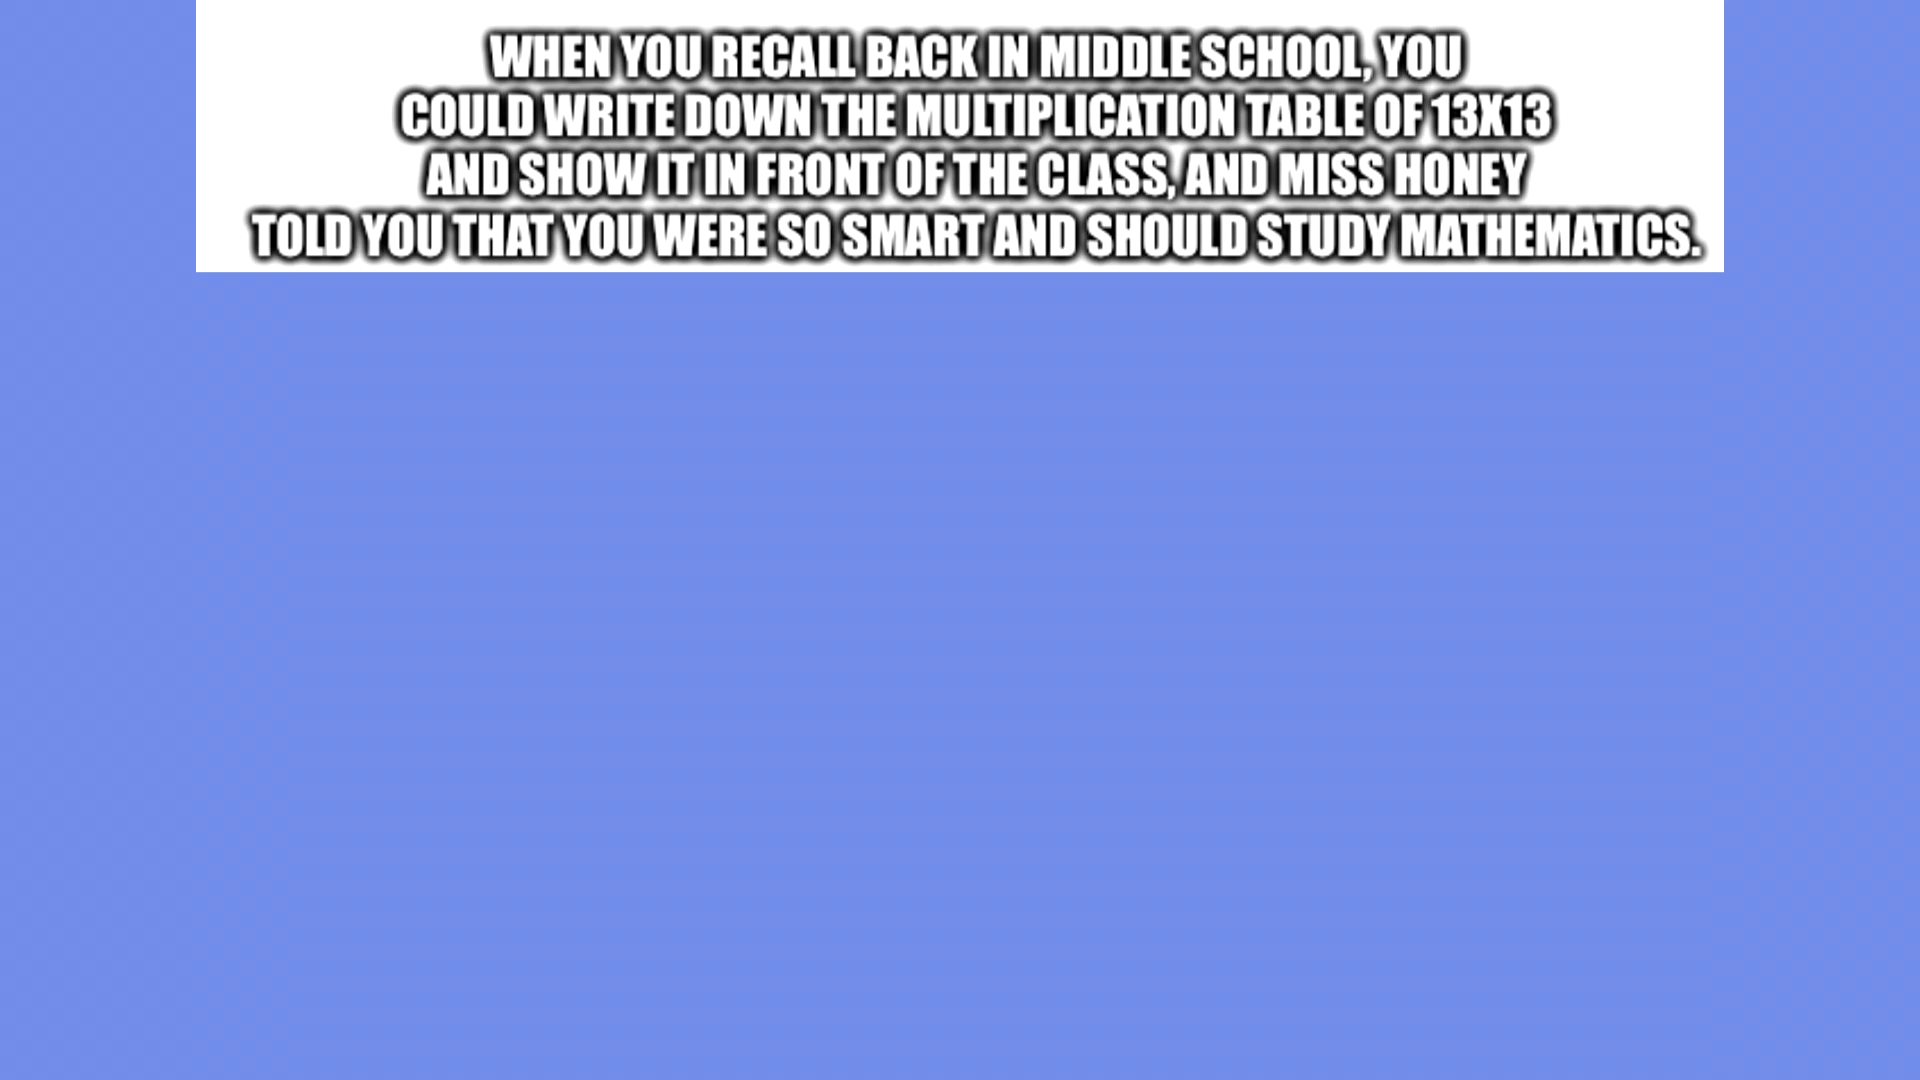 WHEN YOU RECALL BACK IN MIDDLE SCHOOL, YOU
COULD WRITE DOWN THE MULTIPLICATION TABLE OF 13X13
AND SHOW IT IN FRONT OF THE CLASS, AND MISS HONEY
TOLD YOU THAT YOU WERE SO SMART AND SHOULD STUDY MATHEMATICS.